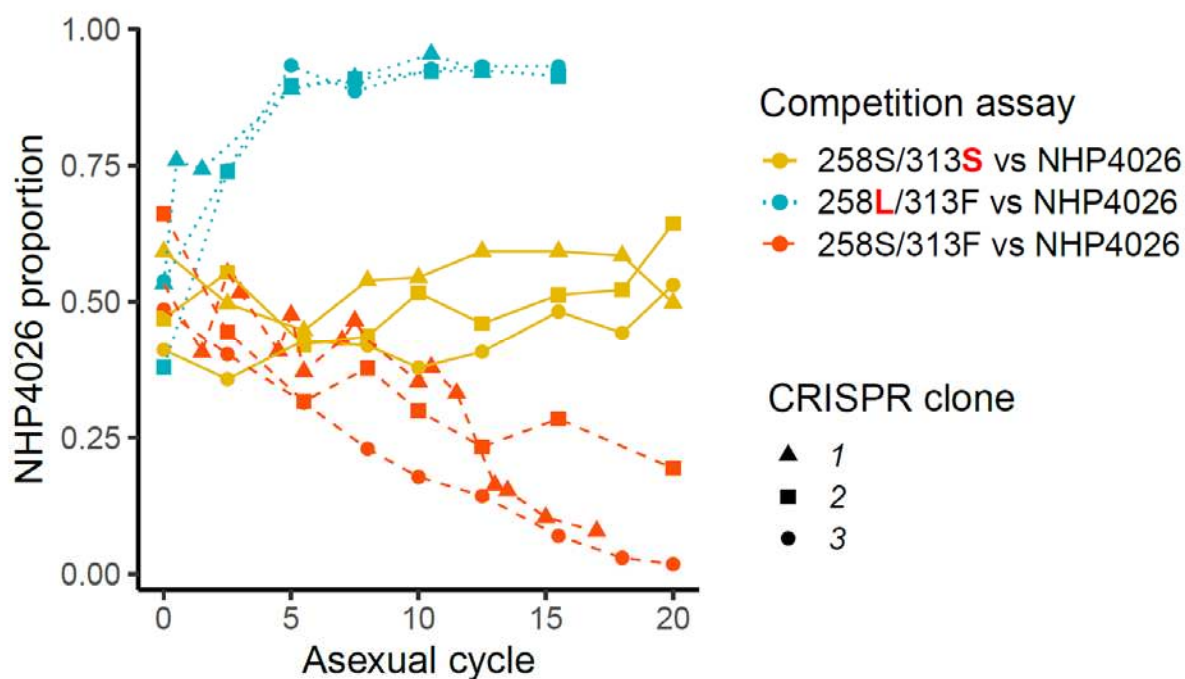 1.00
0.75
0.50
0.25
0.00
NHP4026 proportion
0 5 10 15 20
Asexual cycle
Competition assay
258S/313S vs NHP4026
258L/313F vs NHP4026
258S/313F vs NHP4026
CRISPR clone
1
2
3